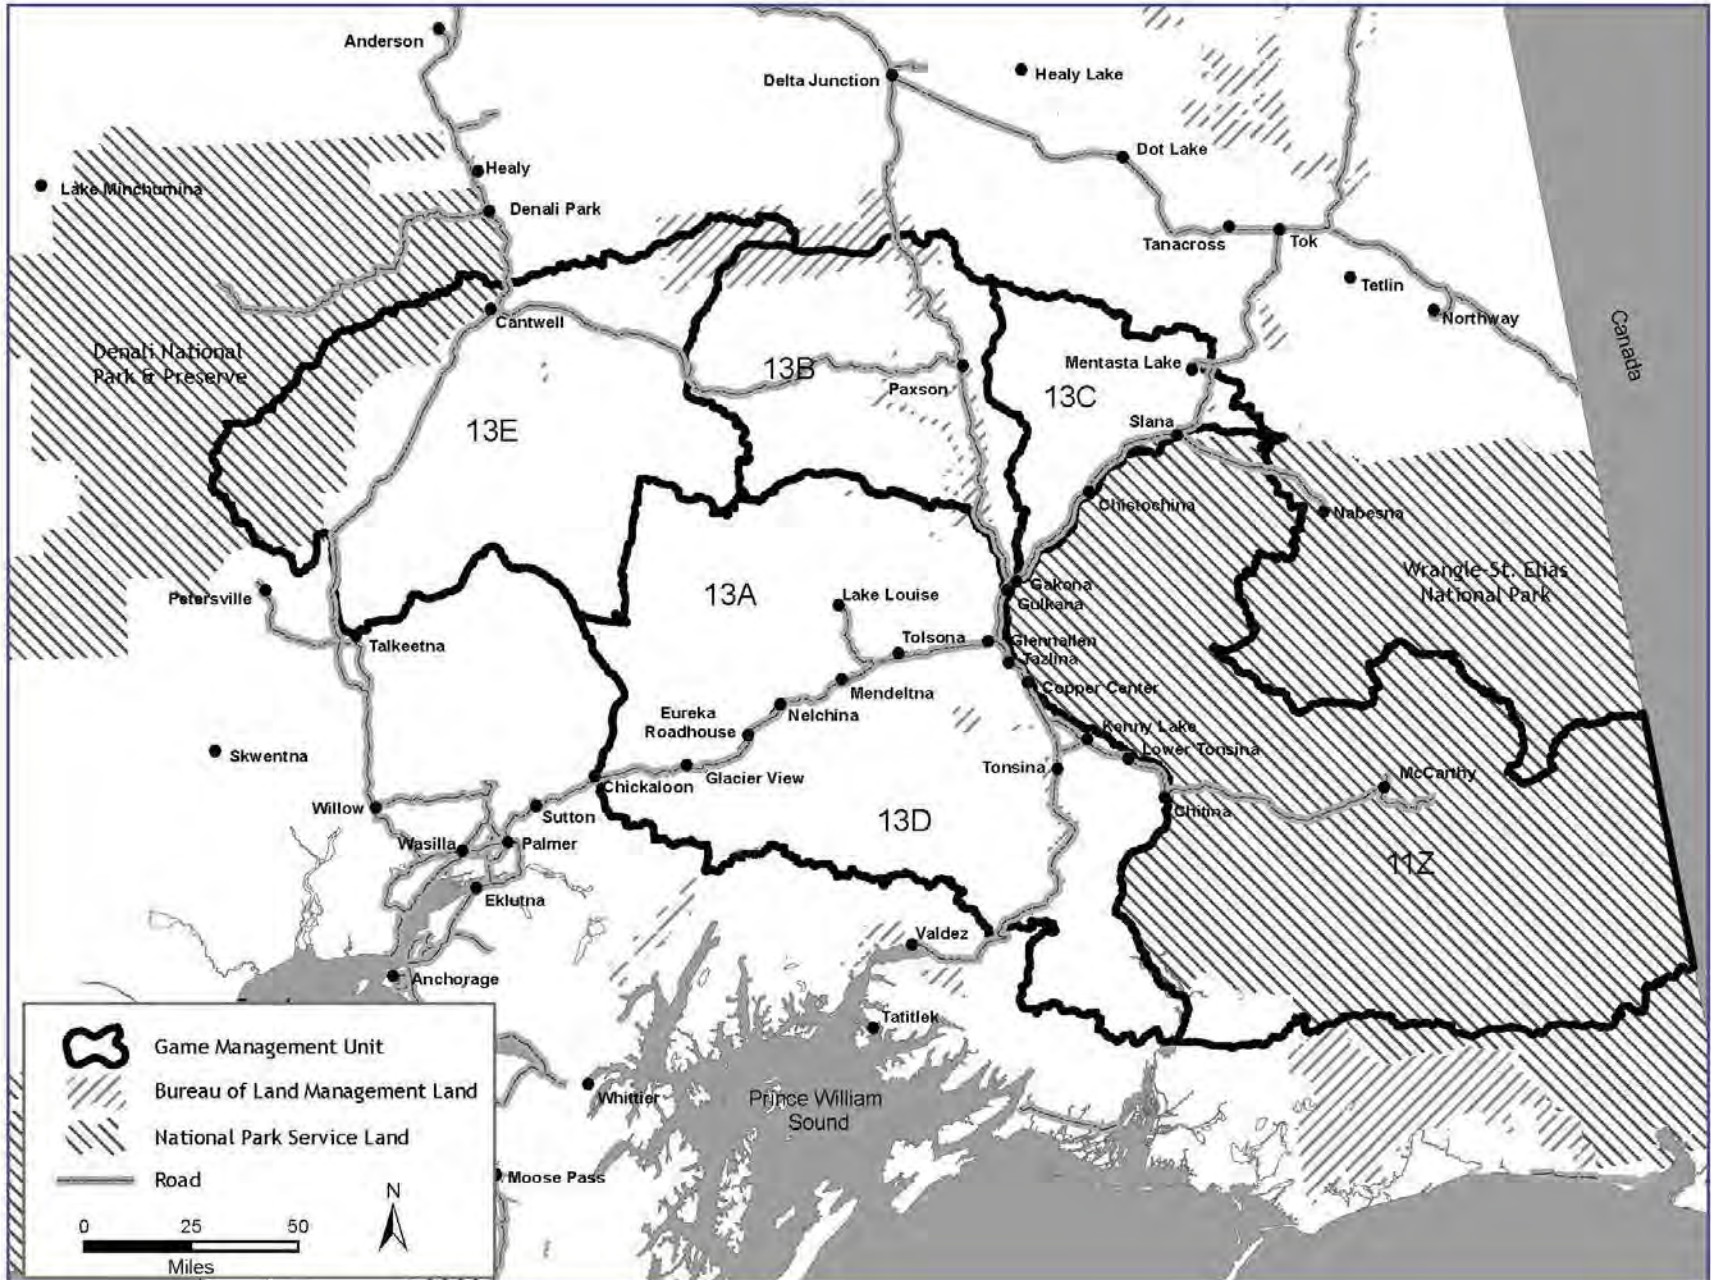 Anderson
Delta Junction
Healy Lake
Dot Lake
Healy
Lake Minchumina
Denali Park
Tanacross
Tok
Tetlin
Northway
Canada
Cantwell
Denali National
Park & Preserve
13B
Paxson
Mentasta Lake
13C
13E
Slana
Chistochina
Nabesna
Wrangle-St. Elias
National Park
Petersville
13A
Lake Louise
Gakona
Gulkana
Talkeetna
Tolsona
Glennallen
Tazlina
Mendeltna
Copper Center
Eureka
Roadhouse
Nelchina
Kenny Lake
Lower Tonsina
Skwentna
Tonsina
Glacier View
McCarthy
Chickaloon
Willow
Sutton
Chitina
13D
Wasilla
Palmer
11Z
Eklutna
Valdez
Anchorage
Tatitlek
Whittier
Prince William
Sound
Moose Pass
Game Management Unit
Bureau of Land Management Land
National Park Service Land
Road
N
0 25 50
Miles